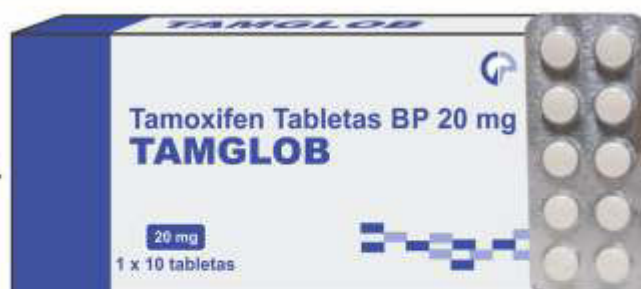 TAMGLOB
Tamoxifen Tabletas BP 20 mg
TAMGLOB
20 mg
1 x 10 tabletas